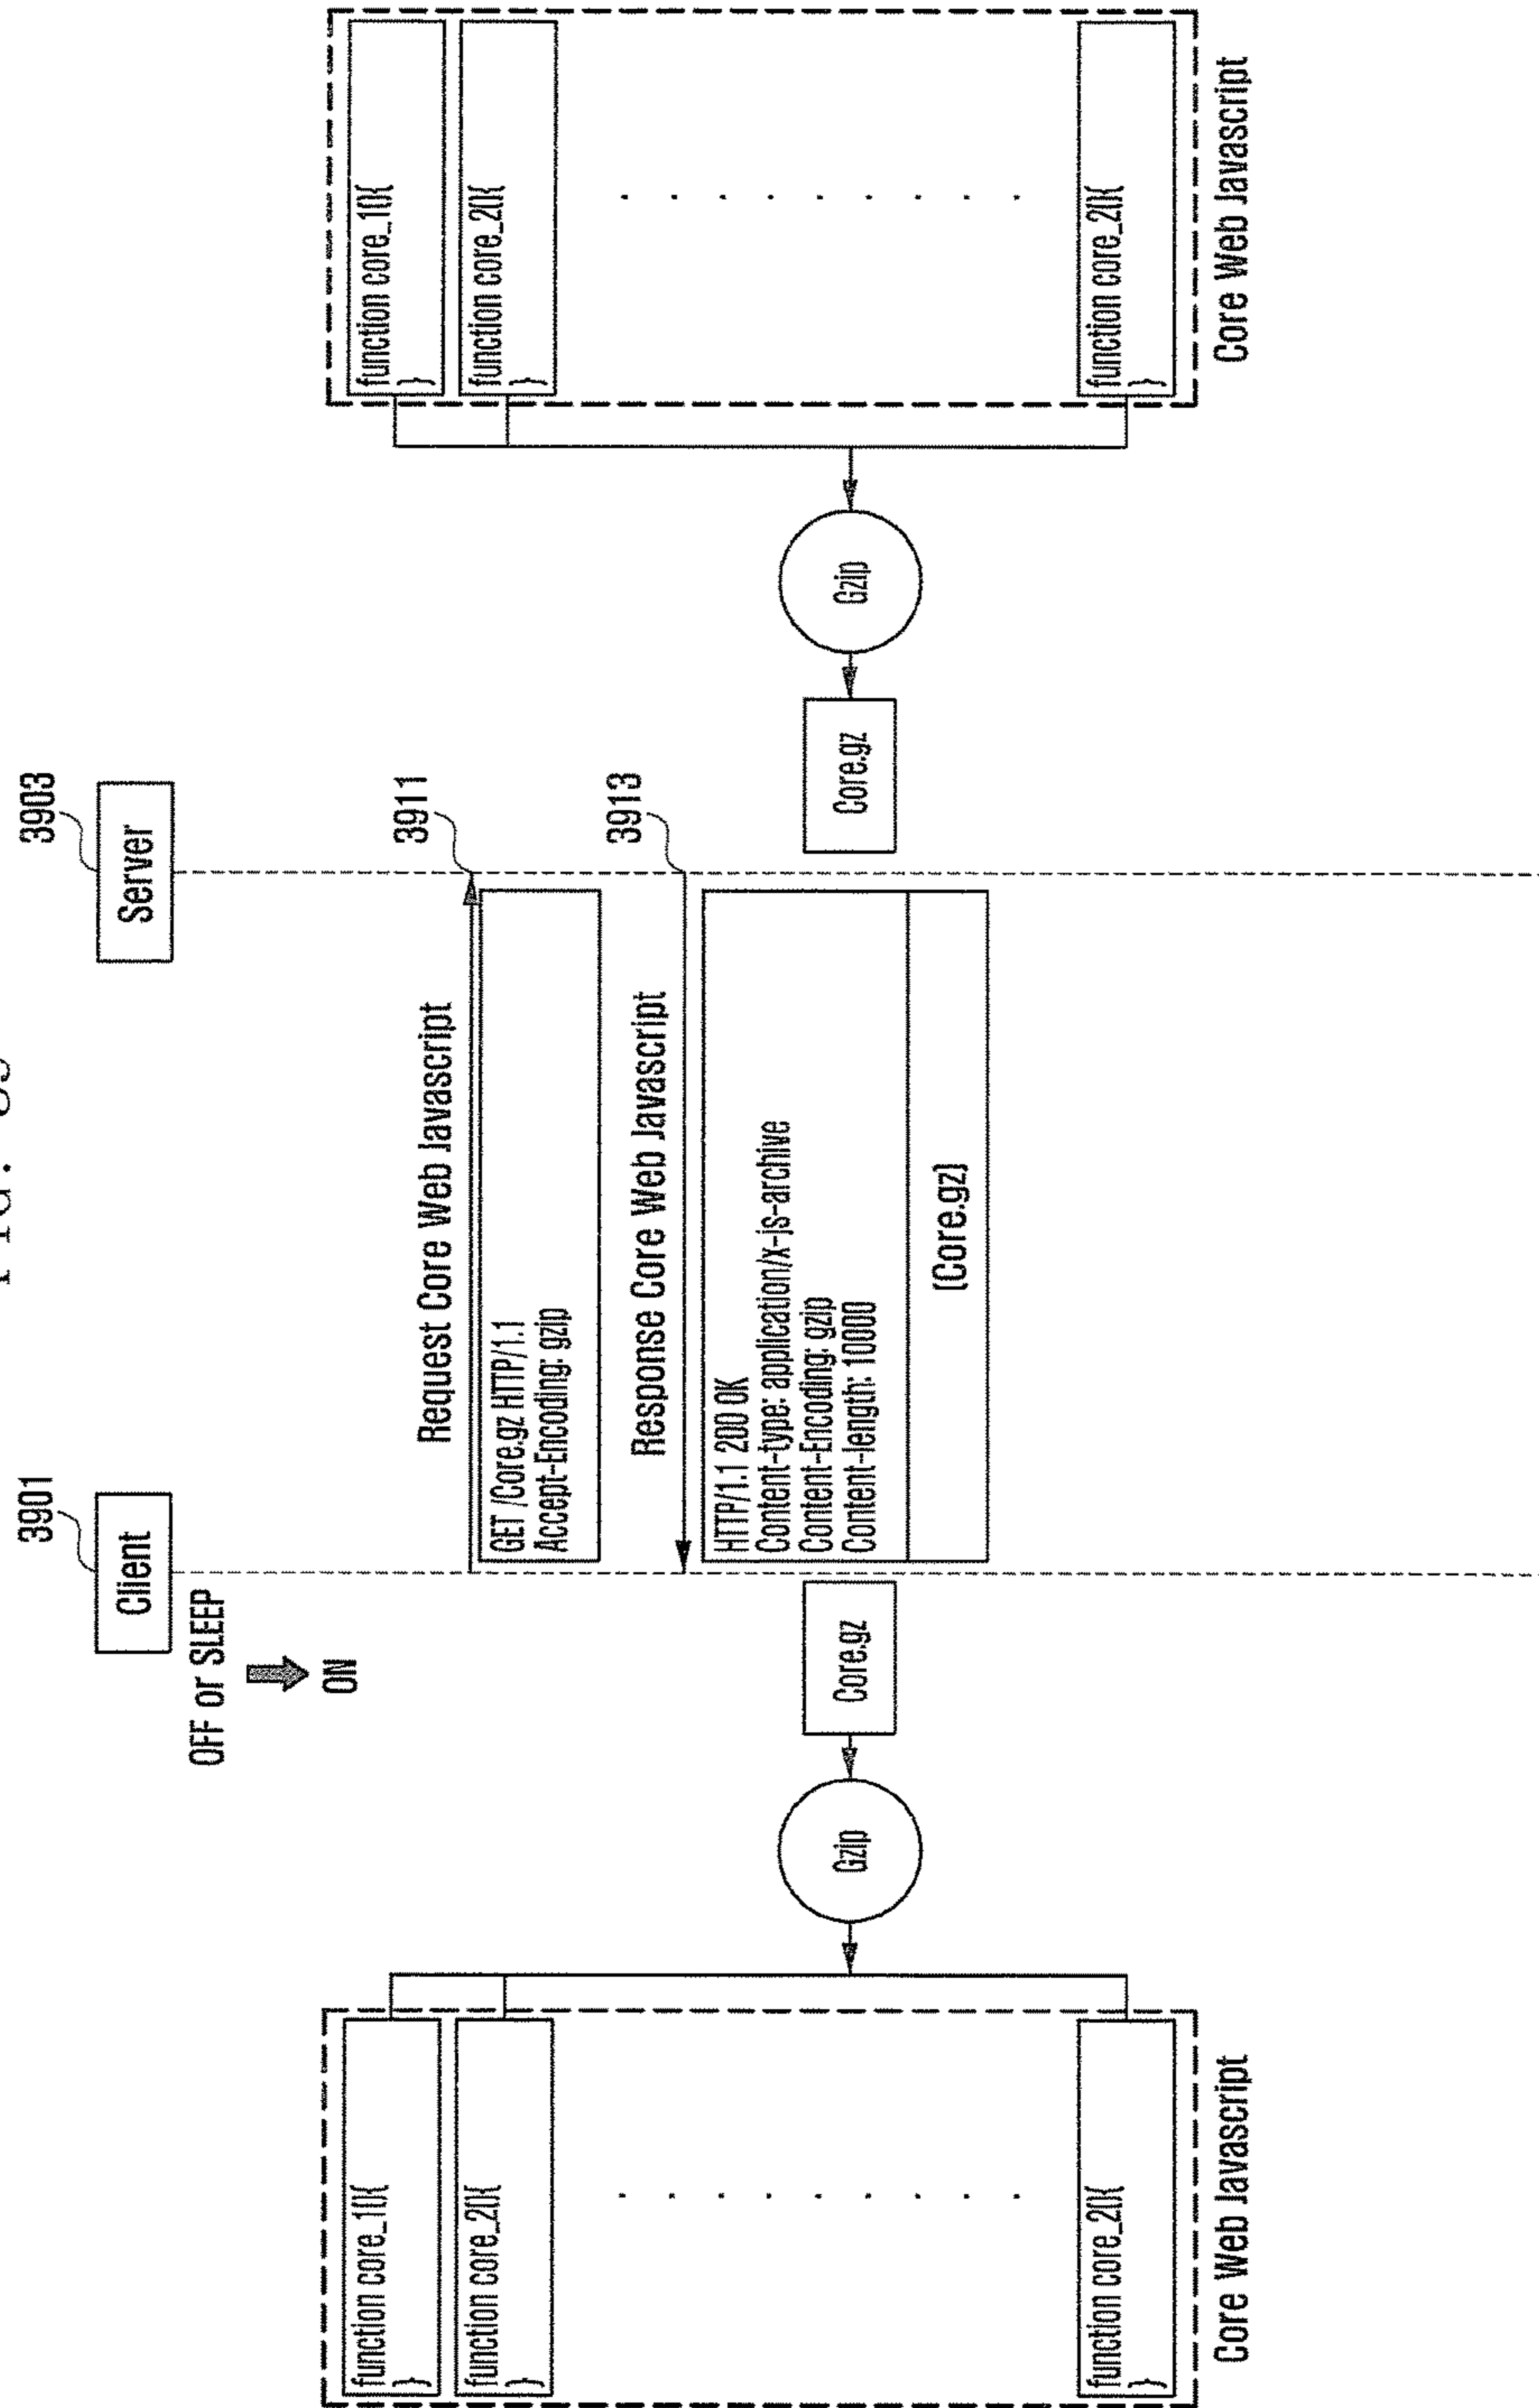 3901
3903
Client
Server
OFF or SLEEP
ON
function core_1(){
}
function core_2(){
}
. . . . . . . . .
function core_2(){
}
Core Web Javascript
Gzip
Core.gz
Request Core Web Javascript
3911
GET /Core.gz HTTP/1.1
Accept-Encoding: gzip
Response Core Web Javascript
3913
HTTP/1.1 200 OK
Content-type: application/x-js-archive
Content-Encoding: gzip
Content-length: 10000
(Core.gz)
Core.gz
Gzip
function core_1(){
}
function core_2(){
}
. . . . . . . . .
function core_2(){
}
Core Web Javascript